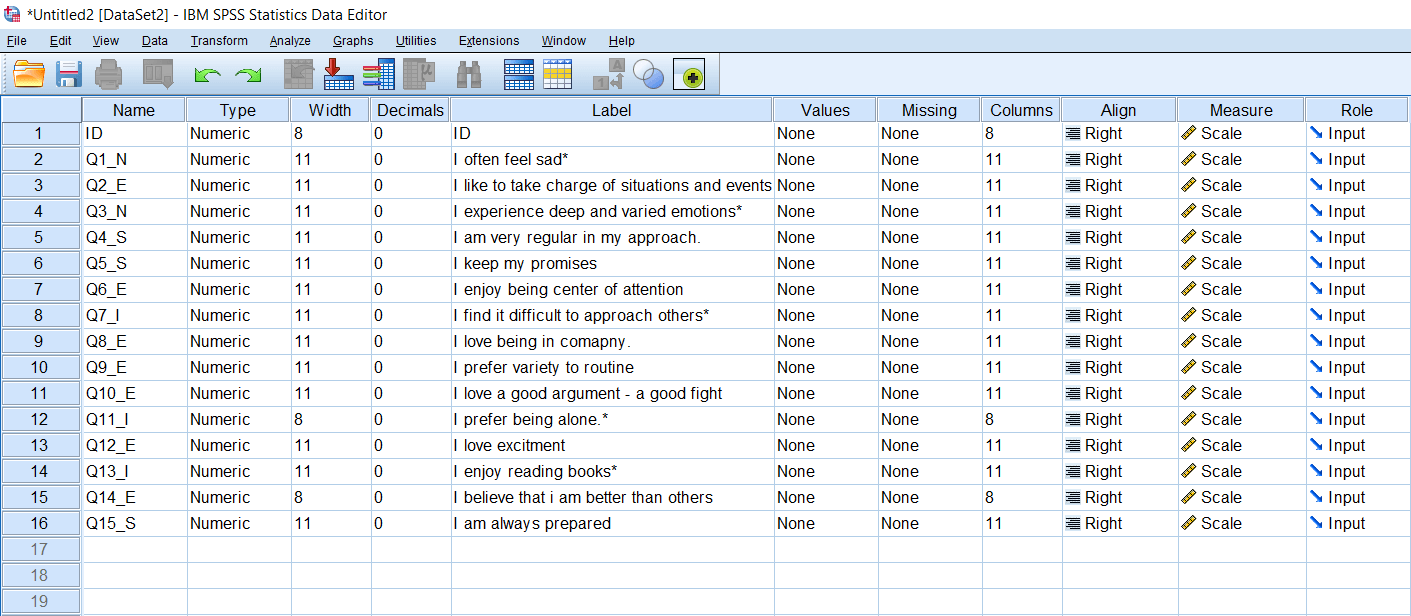 *Untitled2 [DataSet2] - IBM SPSS Statistics Data Editor
File Edit View Data Transform Analyze Graphs Utilities Extensions Window Help
Name Type Width Decimals Label Values Missing Columns Align Measure Role
1 ID Numeric 8 0 ID None None 8 Right Scale Input
2 Q1_N Numeric 11 0 I often feel sad* None None 11 Right Scale Input
3 Q2_E Numeric 11 0 I like to take charge of situations and events None None 11 Right Scale Input
4 Q3_N Numeric 11 0 I experience deep and varied emotions* None None 11 Right Scale Input
5 Q4_S Numeric 11 0 I am very regular in my approach. None None 11 Right Scale Input
6 Q5_S Numeric 11 0 I keep my promises None None 11 Right Scale Input
7 Q6_E Numeric 11 0 I enjoy being center of attention None None 11 Right Scale Input
8 Q7_I Numeric 11 0 I find it difficult to approach others* None None 11 Right Scale Input
9 Q8_E Numeric 11 0 I love being in comapny. None None 11 Right Scale Input
10 Q9_E Numeric 11 0 I prefer variety to routine None None 11 Right Scale Input
11 Q10_E Numeric 11 0 I love a good argument - a good fight None None 11 Right Scale Input
12 Q11_I Numeric 8 0 I prefer being alone.* None None 8 Right Scale Input
13 Q12_E Numeric 11 0 I love excitment None None 11 Right Scale Input
14 Q13_I Numeric 11 0 I enjoy reading books* None None 11 Right Scale Input
15 Q14_E Numeric 8 0 I believe that i am better than others None None 8 Right Scale Input
16 Q15_S Numeric 11 0 I am always prepared None None 11 Right Scale Input
17
18
19